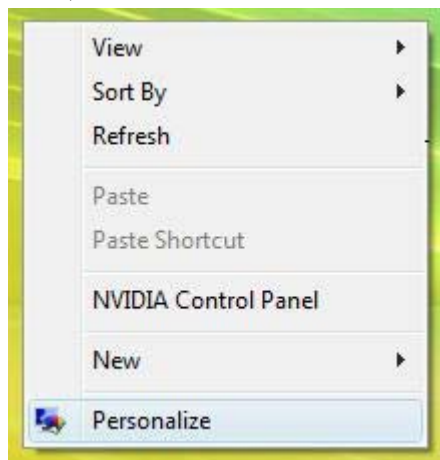 View
Sort By
Refresh
Paste
Paste Shortcut
NVIDIA Control Panel
New
Personalize